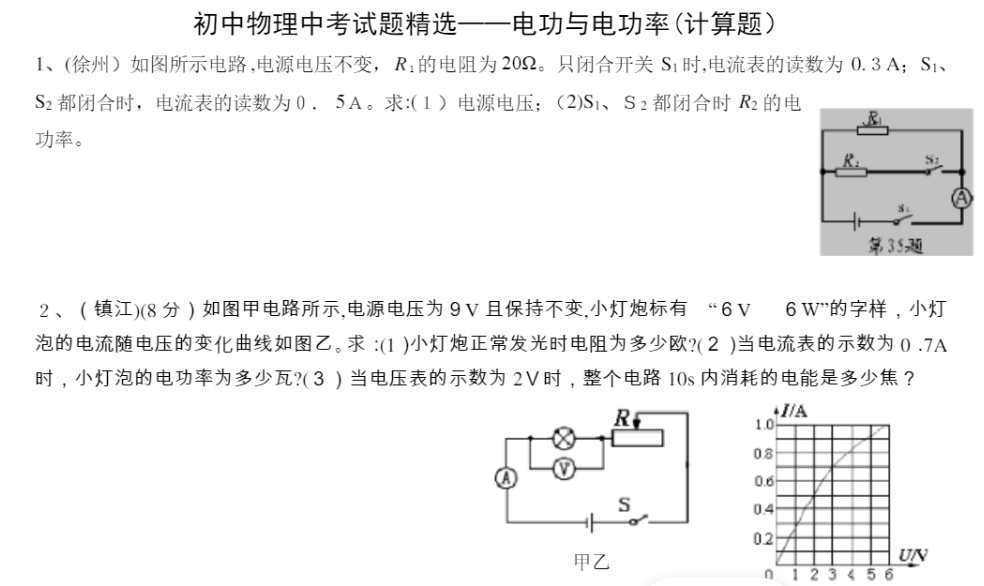 初中物理中考试题精选——电功与电功率(计算题)
1、(徐州）如图所示电路,电源电压不变， R₁的电阻为20Ω。只闭合开关 S₁时,电流表的读数为 0.3A；S₁、
S₂都闭合时，电流表的读数为0．5A。求:(1）电源电压；（2)S₁、S₂都闭合时 R₂的电
功率。
R₁
R₂
S₂
A
S₁
第35题
2、（镇江)(8分）如图甲电路所示,电源电压为9V且保持不变,小灯炮标有 “6V 6W”的字样，小灯
泡的电流随电压的变化曲线如图乙。求:(1)小灯炮正常发光时电阻为多少欧?(2)当电流表的示数为0.7A
时，小灯泡的电功率为多少瓦?(3）当电压表的示数为2V时，整个电路10s内消耗的电能是多少焦？
R
V
A
S
甲乙
I/A
1.0
0.8
0.6
0.4
0.2
0 1 2 3 4 5 6
U/V